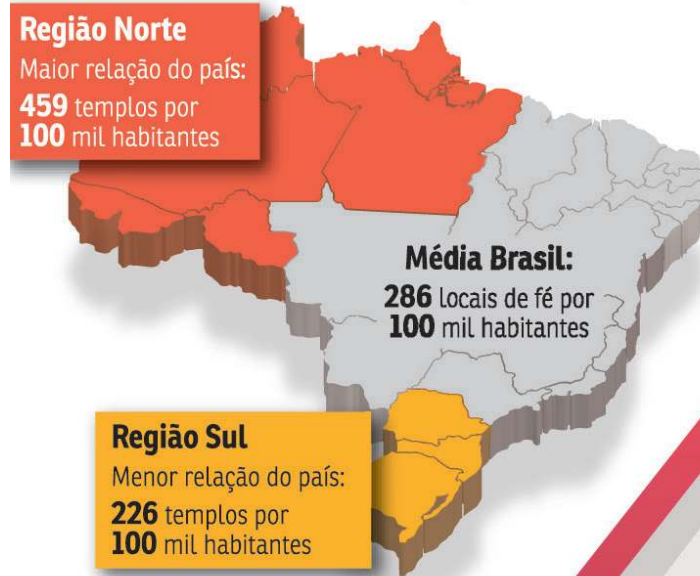 Região Norte
Maior relação do país:
459 templos por
100 mil habitantes
Média Brasil:
286 locais de fé por
100 mil habitantes
Região Sul
Menor relação do país:
226 templos por
100 mil habitantes